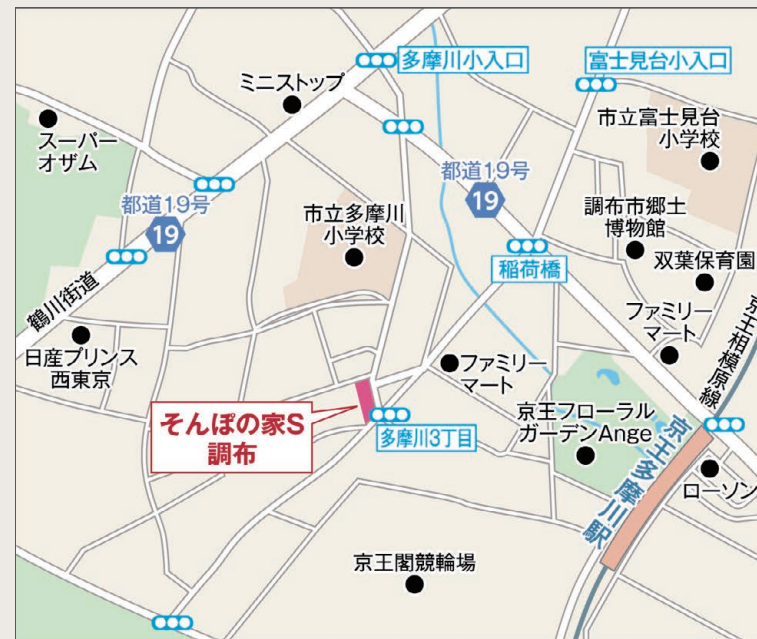 多摩川小入口
富士見台小入口
ミニストップ
スーパー
オザム
市立富士見台
小学校
都道19号
19
都道19号
19
市立多摩川
小学校
調布市郷土
博物館
稲荷橋
双葉保育園
鶴川街道
ファミリー
マート
京王相模原線
日産プリンス
西東京
ファミリー
マート
そんぽの家S
調布
多摩川3丁目
京王フローラル
ガーデンAnge
京王多摩川駅
ローソン
京王閣競輪場